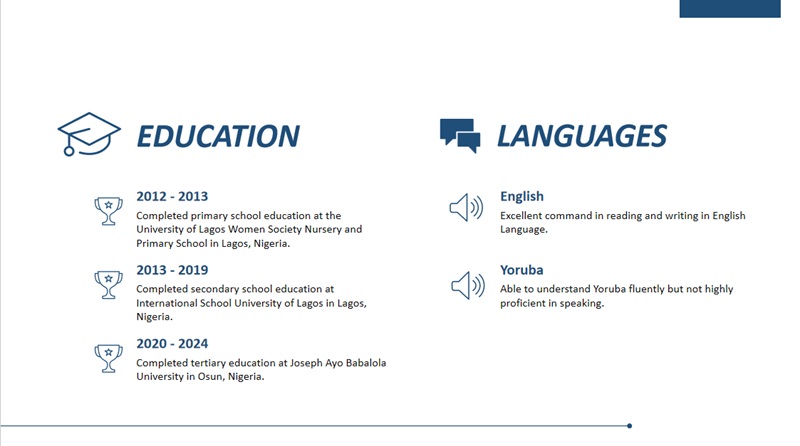 EDUCATION
2012 - 2013
Completed primary school education at the
University of Lagos Women Society Nursery and
Primary School in Lagos, Nigeria.
2013 - 2019
Completed secondary school education at
International School University of Lagos in Lagos,
Nigeria.
2020 - 2024
Completed tertiary education at Joseph Ayo Babalola
University in Osun, Nigeria.
LANGUAGES
English
Excellent command in reading and writing in English
Language.
Yoruba
Able to understand Yoruba fluently but not highly
proficient in speaking.